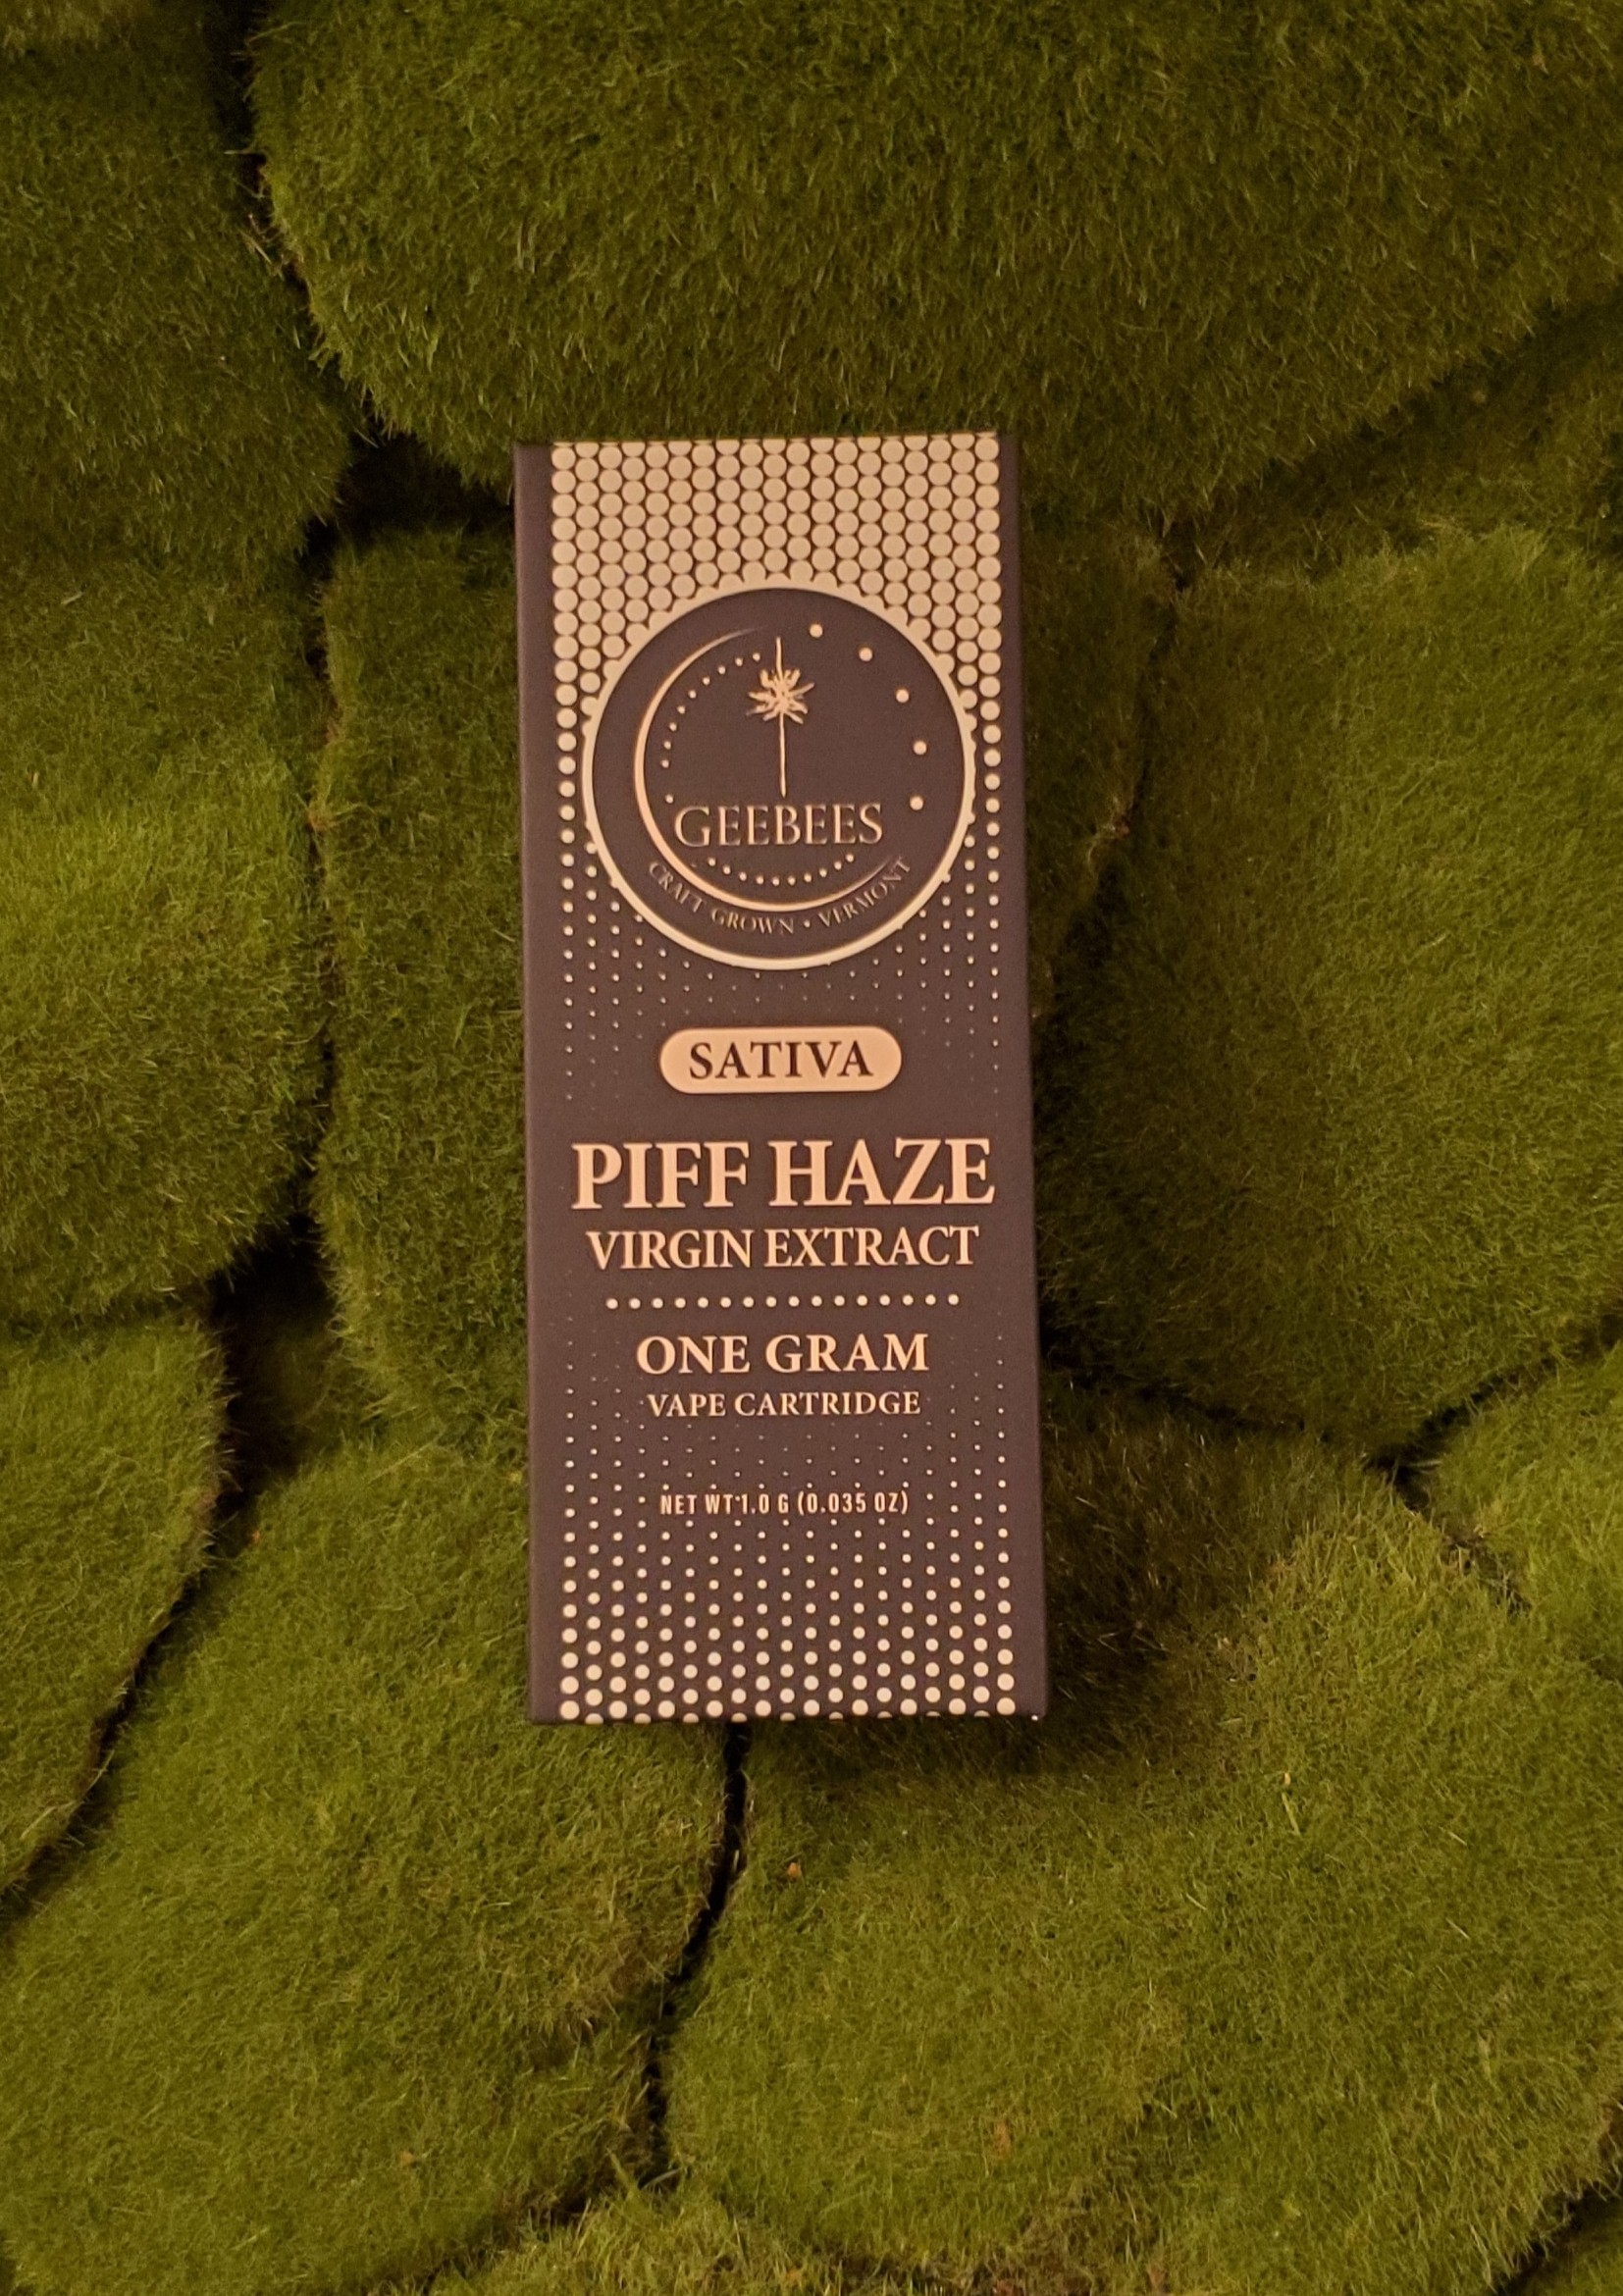 GEEBEES
CRAFT GROWN • VERMONT
SATIVA
PIFF HAZE
VIRGIN EXTRACT
ONE GRAM
VAPE CARTRIDGE
NET WT 1.0 G (0.035 OZ)